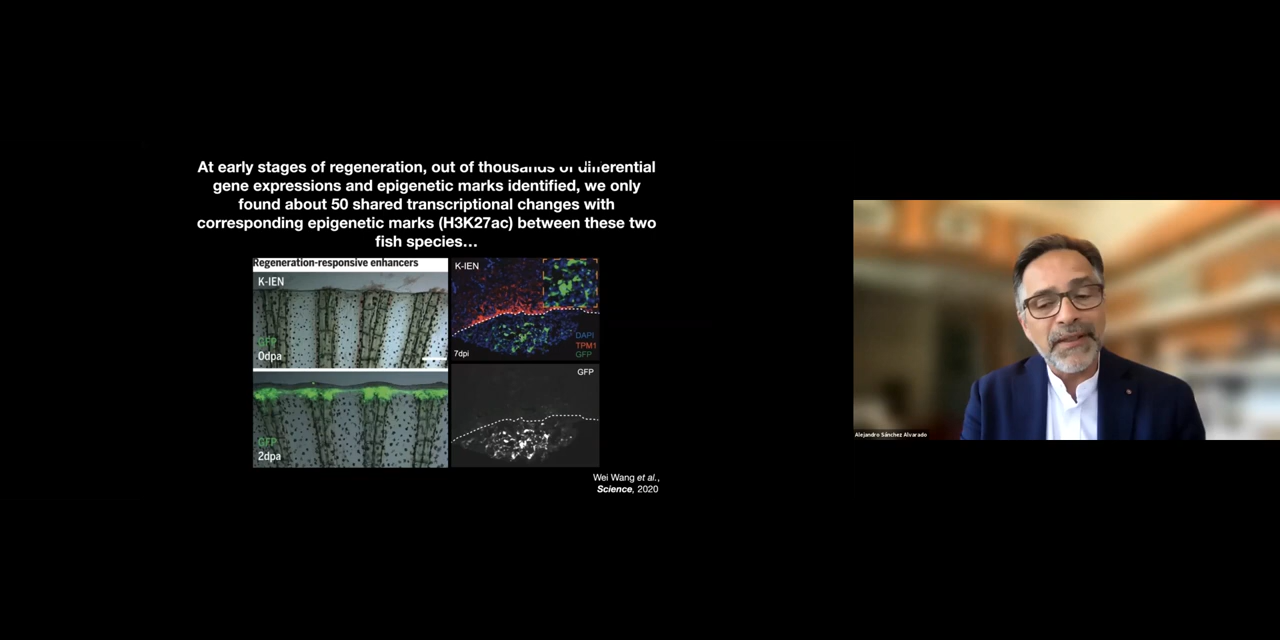 At early stages of regeneration, out of thousands of differential
gene expressions and epigenetic marks identified, we only
found about 50 shared transcriptional changes with
corresponding epigenetic marks (H3K27ac) between these two
fish species…
Regeneration-responsive enhancers
K-IEN
GFP
0dpa
GFP
2dpa
K-IEN
DAPI
TPM1
GFP
7dpi
GFP
Wei Wang et al.,
Science, 2020
Alejandro Sánchez Alvarado